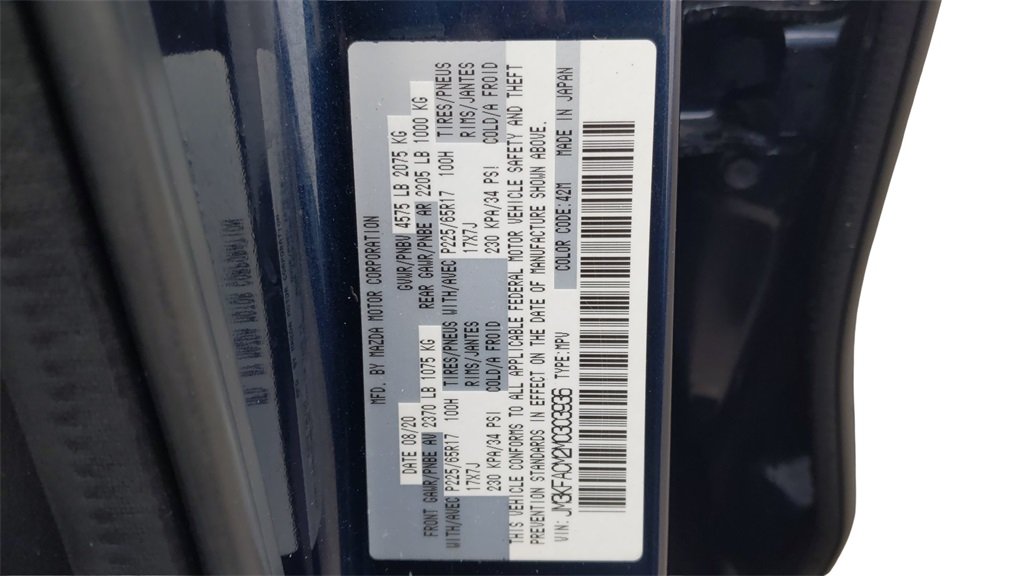 MFD. BY MAZDA MOTOR CORPORATION
DATE 08/20 GVWR/PNBV 4575 LB 2075 KG
FRONT GAWR/PNBE AV 2370 LB 1075 KG REAR GAWR/PNBE AR 2205 LB 1000 KG
WITH/AVEC P225/65R17 100H TIRES/PNEUS WITH/AVEC P225/65R17 100H TIRES/PNEUS
17X7J RIMS/JANTES 17X7J RIMS/JANTES
230 KPA/34 PSI COLD/A FROID 230 KPA/34 PSI COLD/A FROID
THIS VEHICLE CONFORMS TO ALL APPLICABLE FEDERAL MOTOR VEHICLE SAFETY AND THEFT
PREVENTION STANDARDS IN EFFECT ON THE DATE OF MANUFACTURE SHOWN ABOVE.
VIN: JM3KFACM2M0303936 TYPE:MPV COLOR CODE:42M MADE IN JAPAN